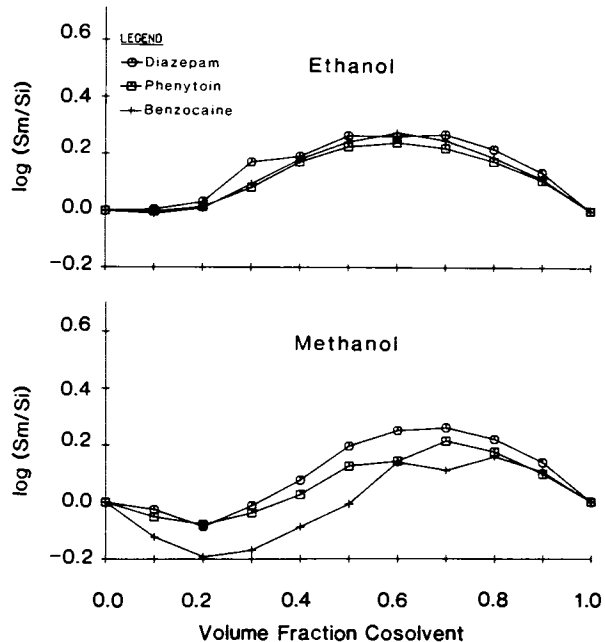 0.6
LEGEND
Diazepam
Phenytoin
Benzocaine
Ethanol
0.4
0.2
0.0
-0.2
log (Sm/Si)
0.6
Methanol
0.4
0.2
0.0
-0.2
log (Sm/Si)
0.0 0.2 0.4 0.6 0.8 1.0
Volume Fraction Cosolvent